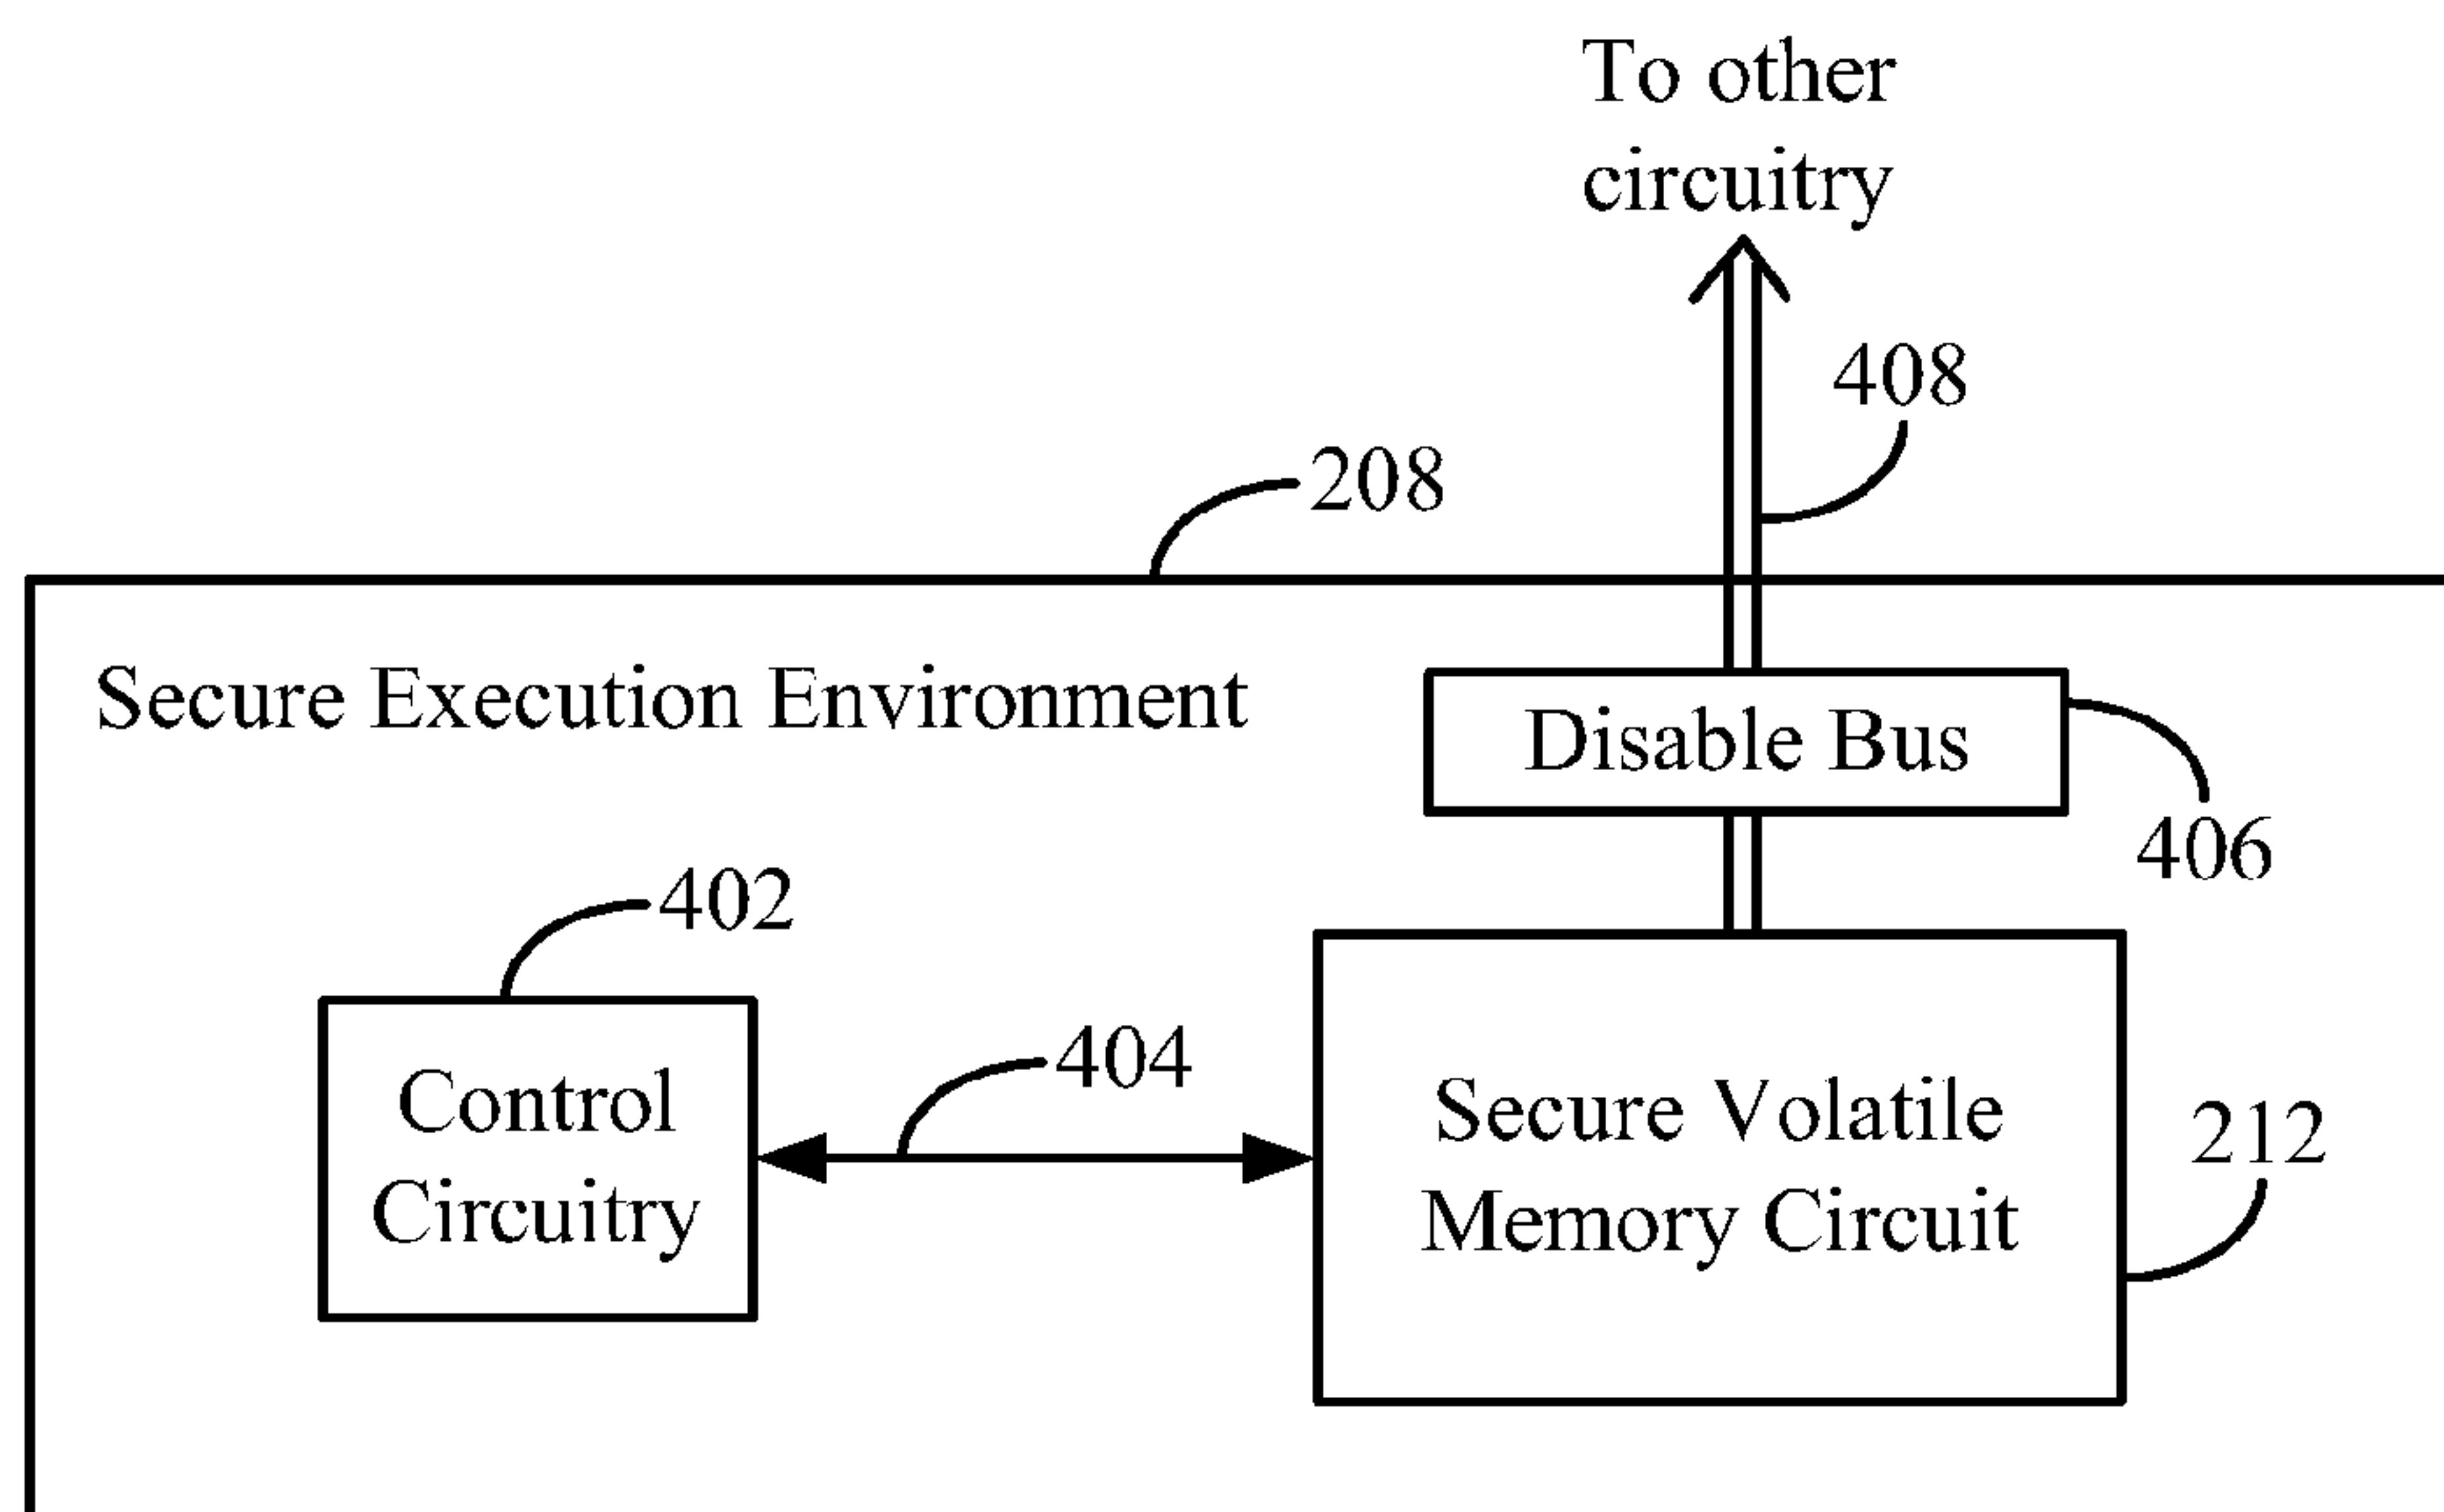 To other
circuitry
408
208
Secure Execution Environment
Disable Bus
406
402
Control
Circuitry
404
Secure Volatile
Memory Circuit
212